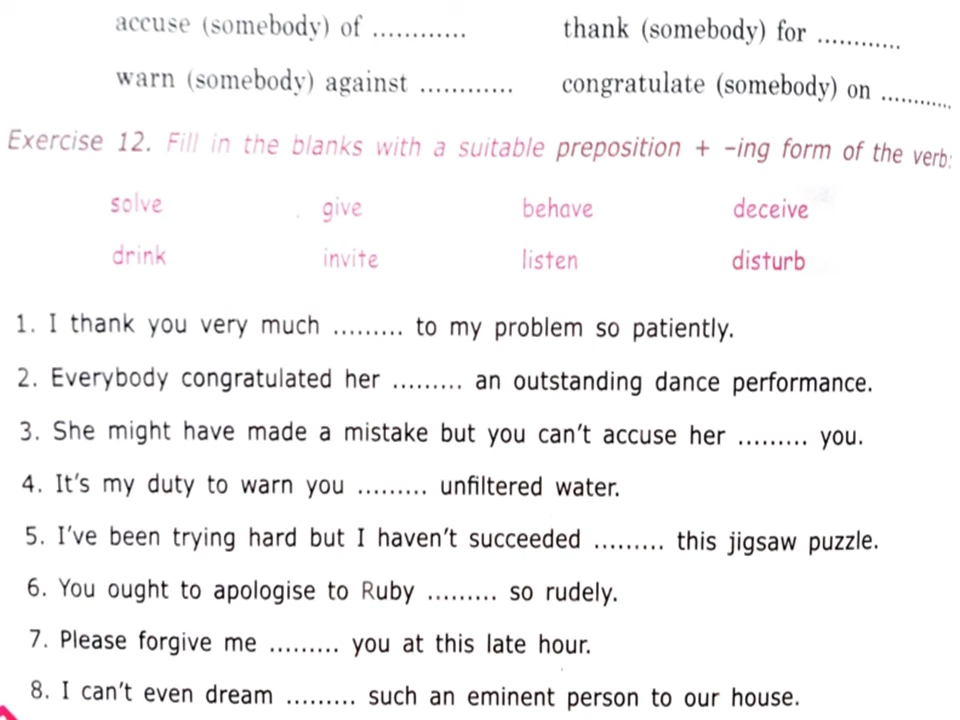 accuse (somebody) of ............ thank (somebody) for ............
warn (somebody) against ............ congratulate (somebody) on ............
Exercise 12. Fill in the blanks with a suitable preposition + –ing form of the verb:
solve give behave deceive
drink invite listen disturb
1. I thank you very much ......... to my problem so patiently.
2. Everybody congratulated her ......... an outstanding dance performance.
3. She might have made a mistake but you can't accuse her ......... you.
4. It's my duty to warn you ......... unfiltered water.
5. I've been trying hard but I haven't succeeded ......... this jigsaw puzzle.
6. You ought to apologise to Ruby ......... so rudely.
7. Please forgive me ......... you at this late hour.
8. I can't even dream ......... such an eminent person to our house.